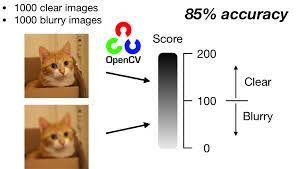 • 1000 clear images
• 1000 blurry images
85% accuracy
OpenCV
Score
200
Clear
100
Blurry
0